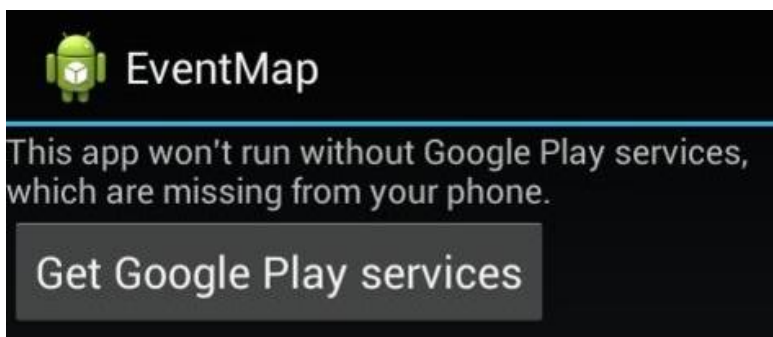 EventMap
This app won't run without Google Play services,
which are missing from your phone.
Get Google Play services